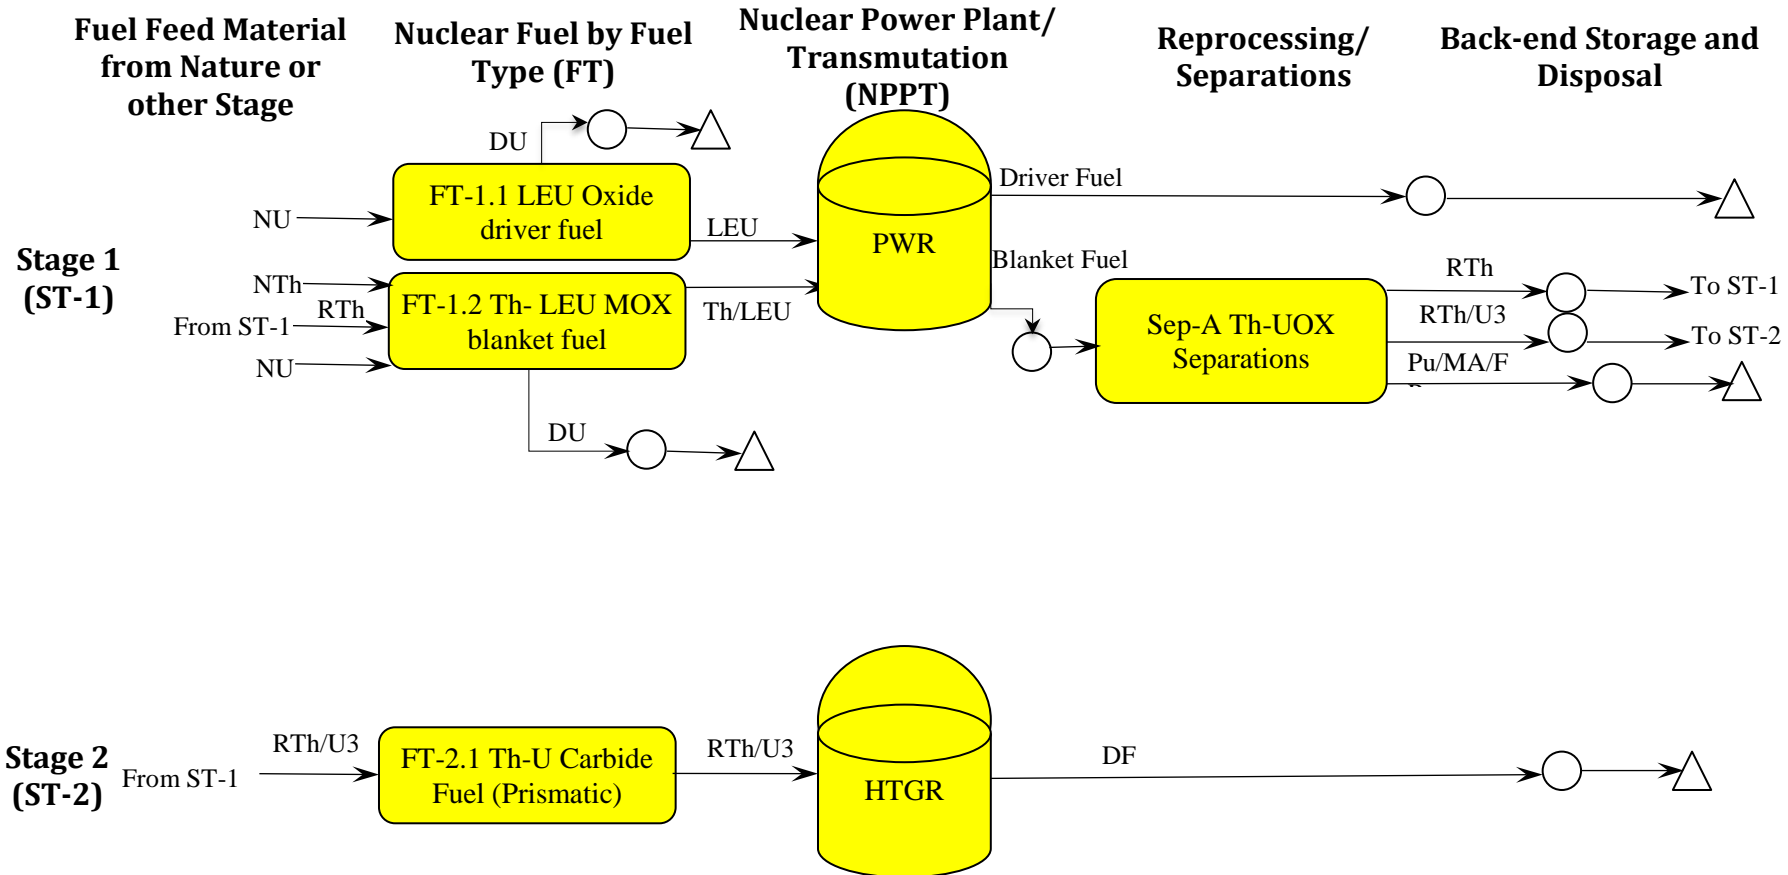 Fuel Feed Material
from Nature or
other Stage
Nuclear Fuel by Fuel
Type (FT)
Nuclear Power Plant/
Transmutation
(NPPT)
Reprocessing/
Separations
Back-end Storage and
Disposal
Stage 1
(ST-1)
DU
NU
FT-1.1 LEU Oxide
driver fuel
LEU
NTh
RTh
From ST-1
NU
FT-1.2 Th- LEU MOX
blanket fuel
Th/LEU
DU
PWR
Driver Fuel
Blanket Fuel
Sep-A Th-UOX
Separations
RTh
To ST-1
RTh/U3
To ST-2
Pu/MA/F
Stage 2
(ST-2)
From ST-1
RTh/U3
FT-2.1 Th-U Carbide
Fuel (Prismatic)
RTh/U3
HTGR
DF